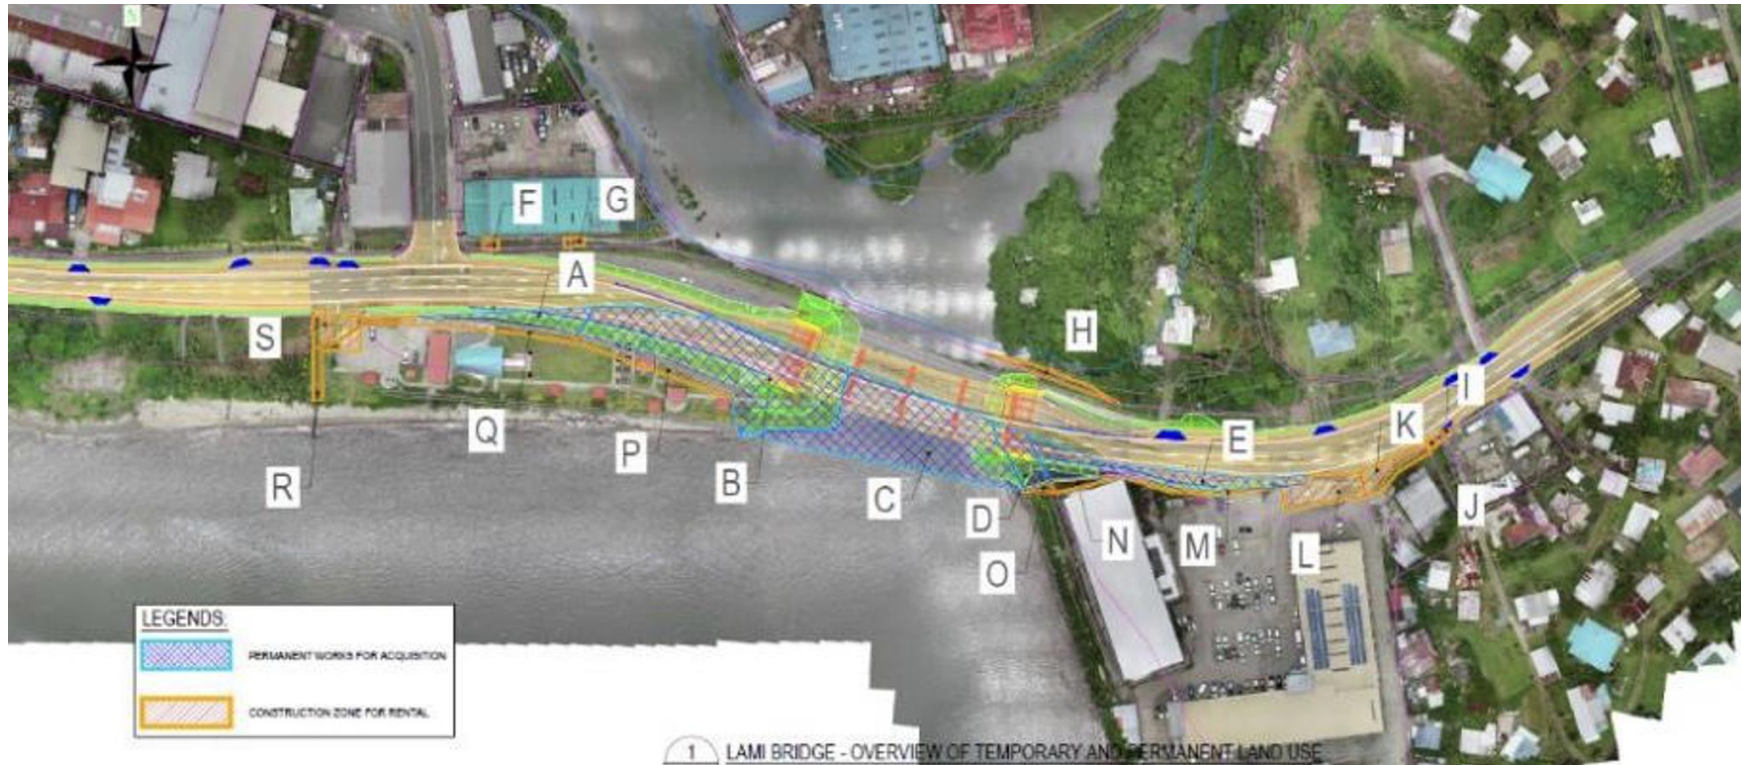 N
F
G
A
S
H
I
K
Q
P
E
R
B
C
D
N
M
J
L
O
LEGENDS:
PERMANENT WORKS FOR ACQUISITION
CONSTRUCTION ZONE FOR RENTAL
1 LAMI BRIDGE - OVERVIEW OF TEMPORARY AND PERMANENT LAND USE